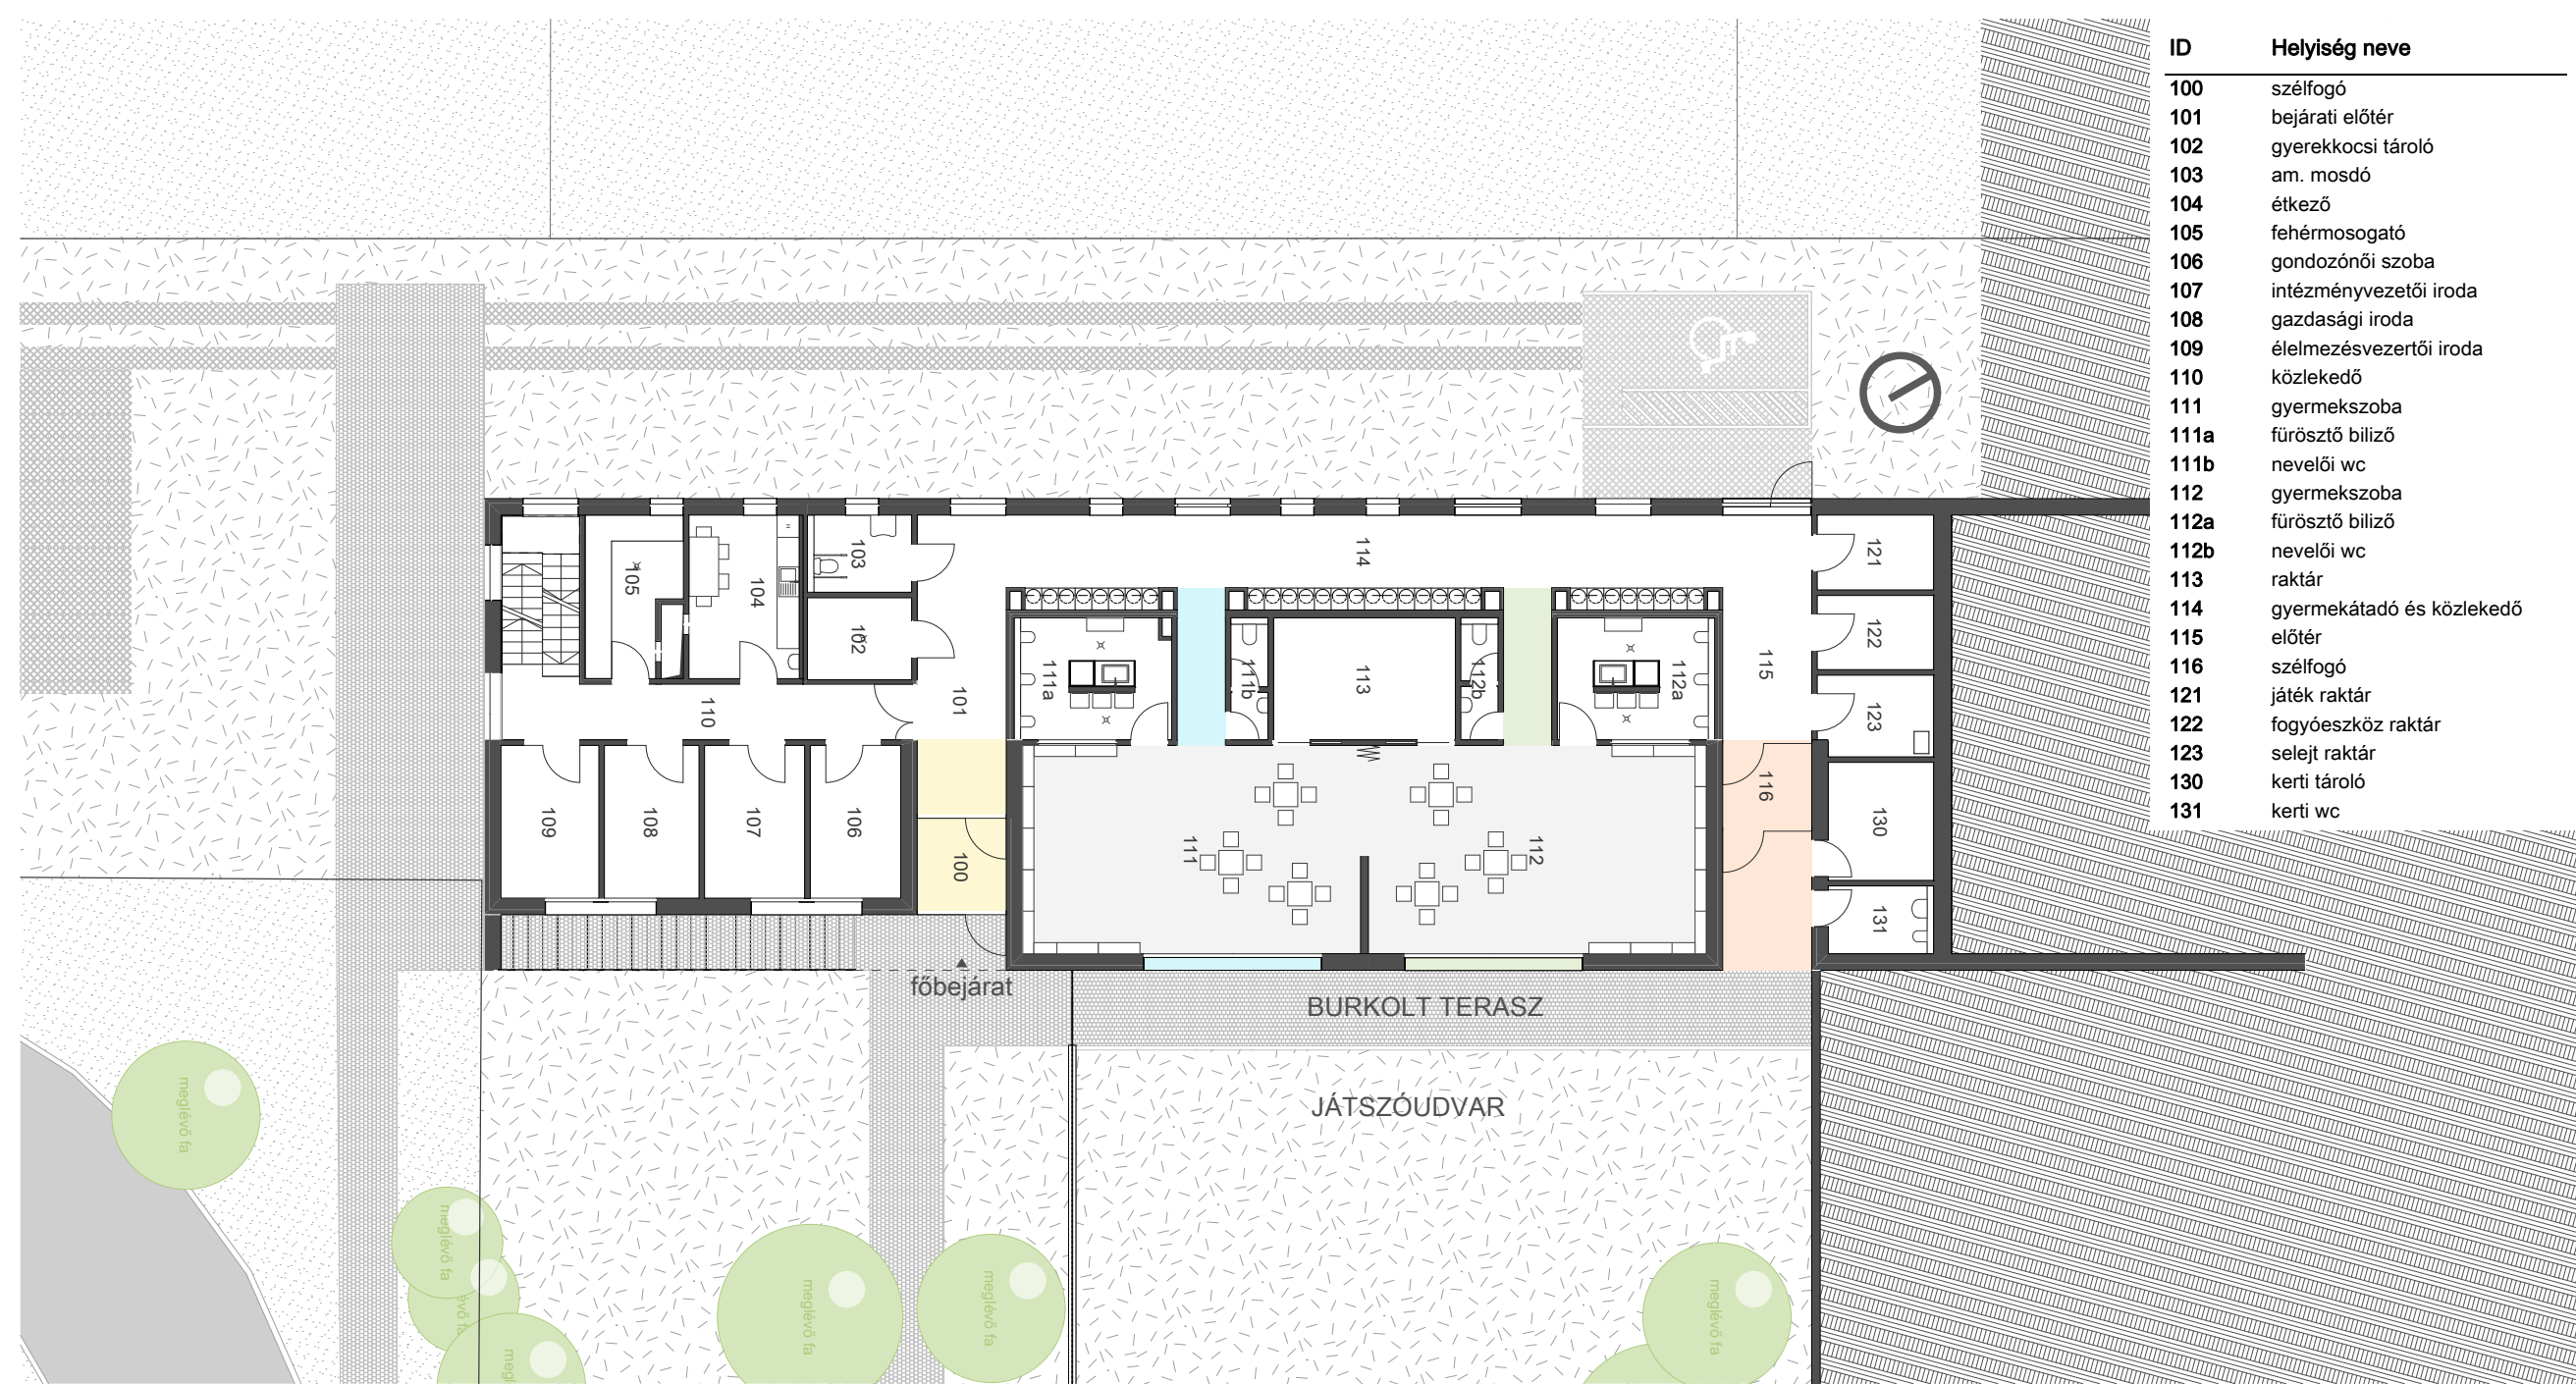 ID Helyiség neve
100 szélfogó
101 bejárati előtér
102 gyerekkocsi tároló
103 am. mosdó
104 étkező
105 fehérmosogató
106 gondozónői szoba
107 intézményvezetői iroda
108 gazdasági iroda
109 élelmezésvezertői iroda
110 közlekedő
111 gyermekszoba
111a fürösztő biliző
111b nevelői wc
112 gyermekszoba
112a fürösztő biliző
112b nevelői wc
113 raktár
114 gyermekátadó és közlekedő
115 előtér
116 szélfogó
121 játék raktár
122 fogyóeszköz raktár
123 selejt raktár
130 kerti tároló
131 kerti wc
105
104
103
102
114
121
122
123
111a
111b
113
112b
112a
115
110
101
116
109
108
107
106
100
111
112
130
131
főbejárat
BURKOLT TERASZ
JÁTSZÓUDVAR
meglévő fa
meglévő fa
évő fa
megl
meglévő fa
meglévő fa
meglévő fa